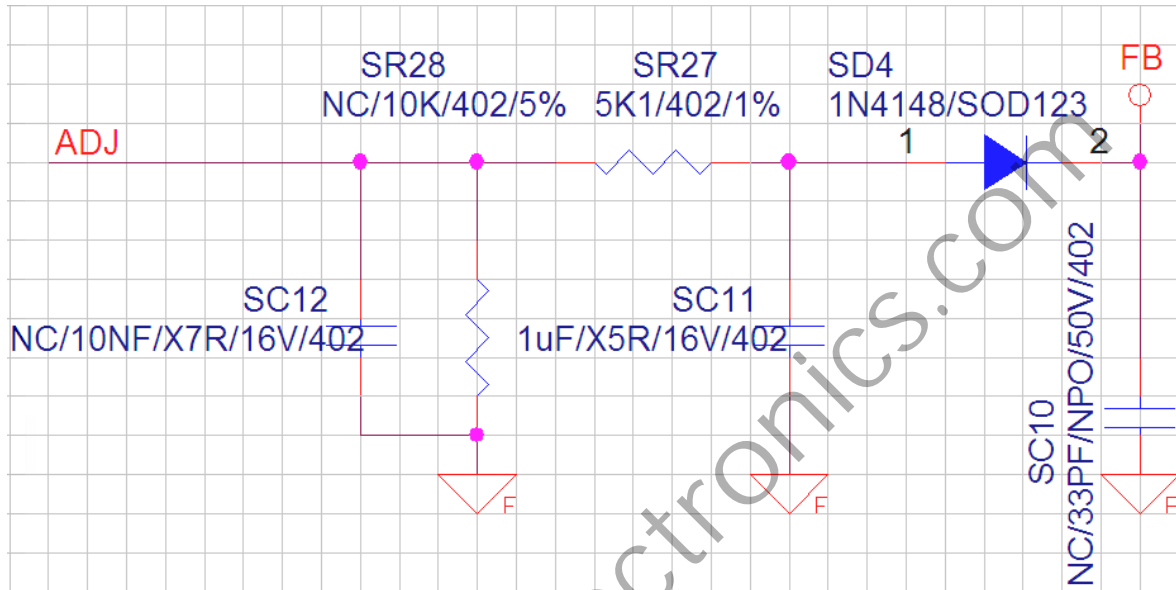 SR28
NC/10K/402/5%
SR27
5K1/402/1%
SD4
1N4148/SOD123
FB
ADJ
1
2
SC12
NC/10NF/X7R/16V/402
SC11
1uF/X5R/16V/402
SC10
NC/33PF/NPO/50V/402
F
F
F
ctronics.com